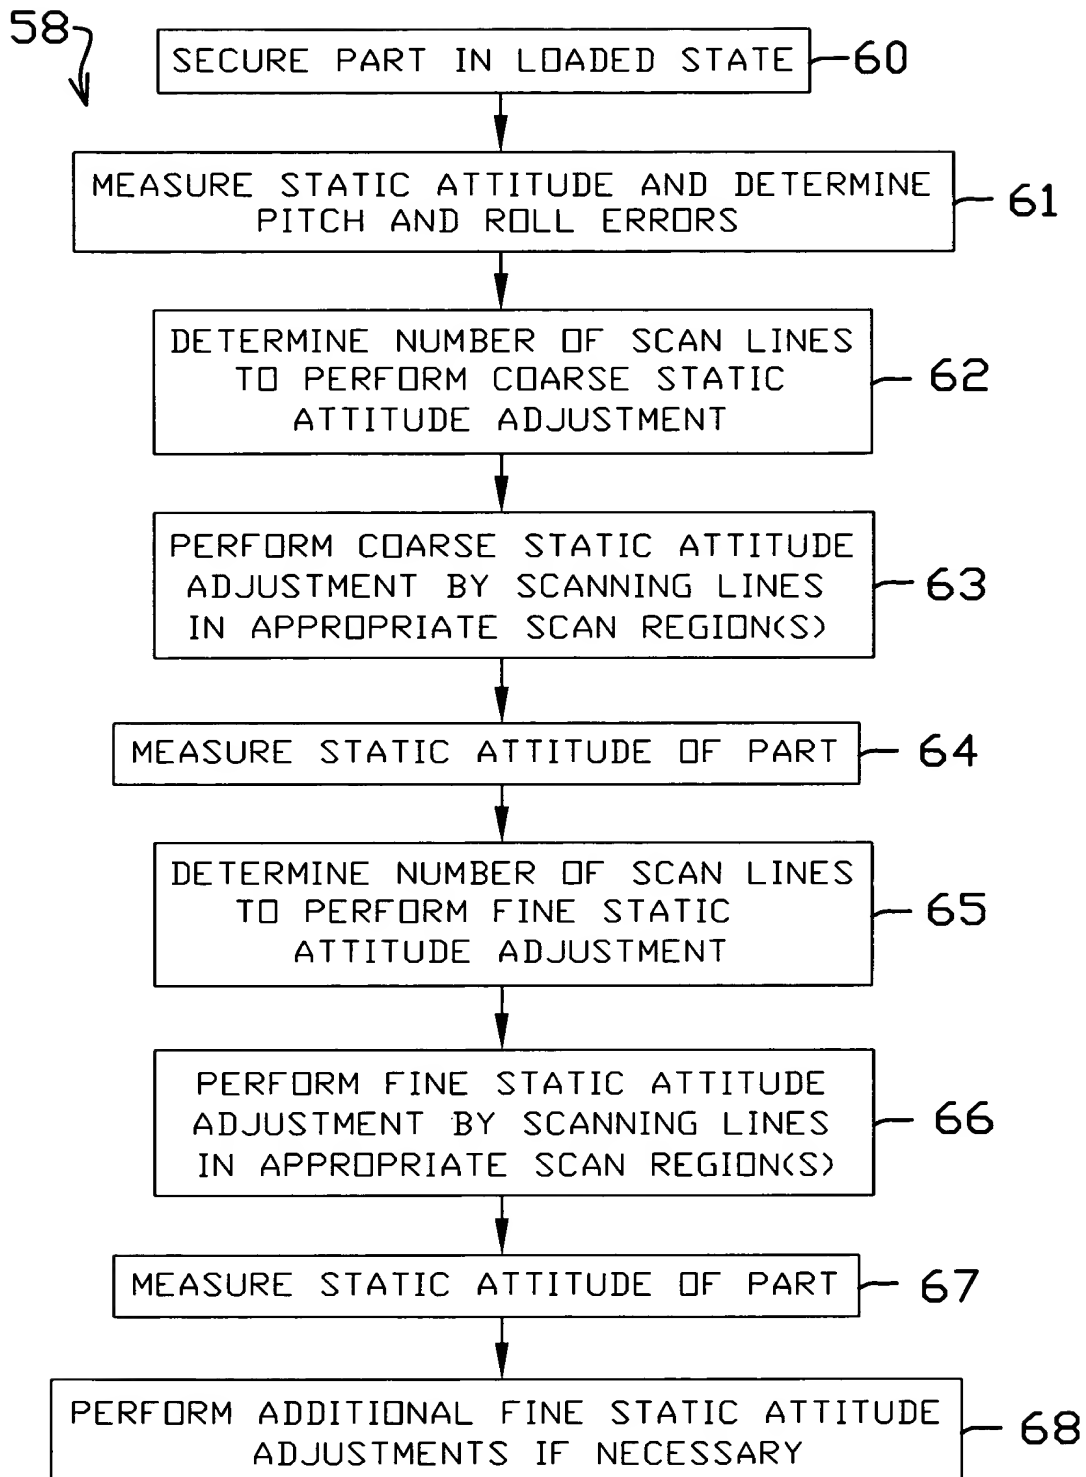 58
SECURE PART IN LOADED STATE
60
MEASURE STATIC ATTITUDE AND DETERMINE
PITCH AND ROLL ERRORS
61
DETERMINE NUMBER OF SCAN LINES
TO PERFORM COARSE STATIC
ATTITUDE ADJUSTMENT
62
PERFORM COARSE STATIC ATTITUDE
ADJUSTMENT BY SCANNING LINES
IN APPROPRIATE SCAN REGION(S)
63
MEASURE STATIC ATTITUDE OF PART
64
DETERMINE NUMBER OF SCAN LINES
TO PERFORM FINE STATIC
ATTITUDE ADJUSTMENT
65
PERFORM FINE STATIC ATTITUDE
ADJUSTMENT BY SCANNING LINES
IN APPROPRIATE SCAN REGION(S)
66
MEASURE STATIC ATTITUDE OF PART
67
PERFORM ADDITIONAL FINE STATIC ATTITUDE
ADJUSTMENTS IF NECESSARY
68